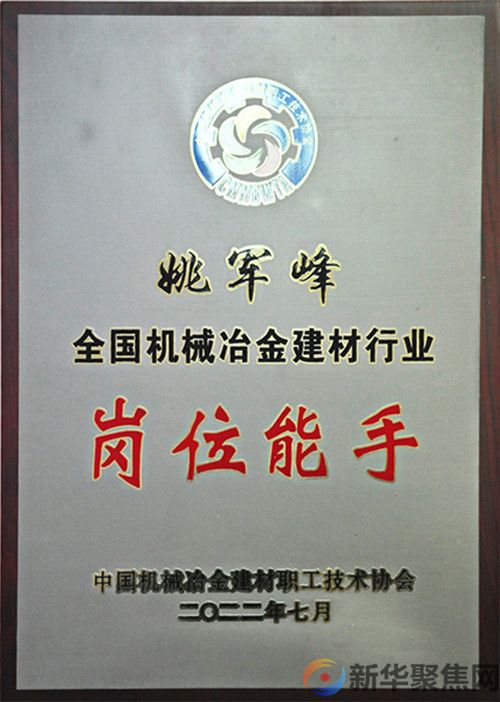 姚军峰
全国机械冶金建材行业
岗位能手
中国机械冶金建材职工技术协会
二〇二二年七月
新华聚焦网